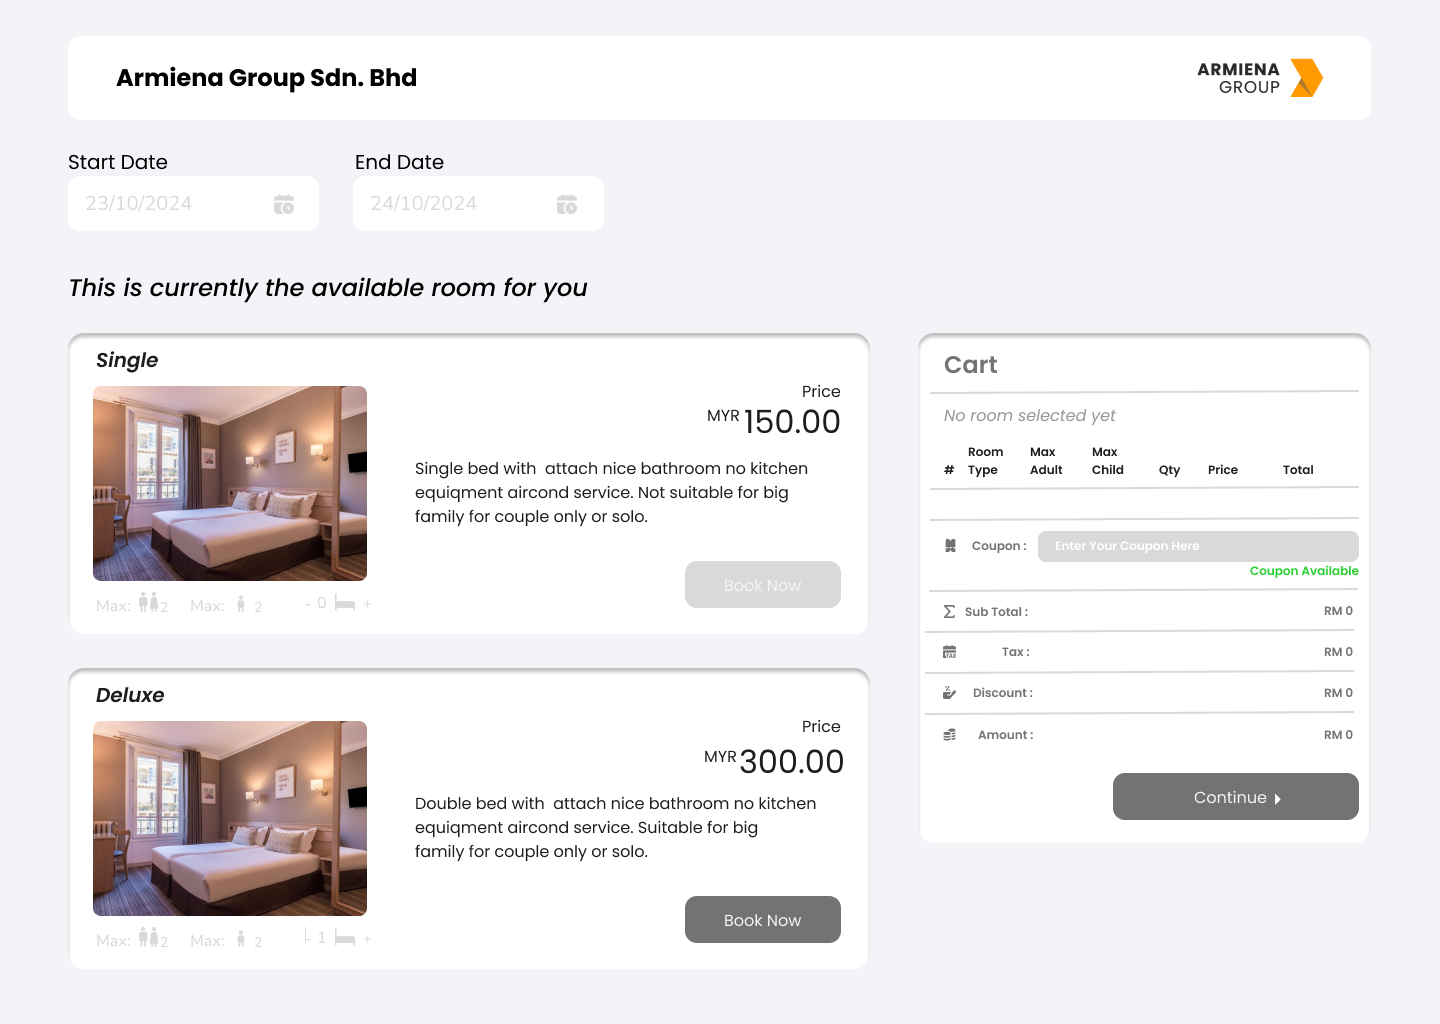 Armiena Group Sdn. Bhd
ARMIENA
GROUP
Start Date
End Date
23/10/2024
24/10/2024
This is currently the available room for you
Single
Price
MYR 150.00
Single bed with  attach nice bathroom no kitchen
equiqment aircond service. Not suitable for big
family for couple only or solo.
Book Now
Max: 2 Max: 2 - 0 +
Deluxe
Price
MYR 300.00
Double bed with  attach nice bathroom no kitchen
equiqment aircond service. Suitable for big
family for couple only or solo.
Book Now
Max: 2 Max: 2 - 1 +
Cart
No room selected yet
# Room Type Max Adult Max Child Qty Price Total
Coupon : Enter Your Coupon Here
Coupon Available
Sub Total : RM 0
TAX Tax : RM 0
Discount : RM 0
Amount : RM 0
Continue